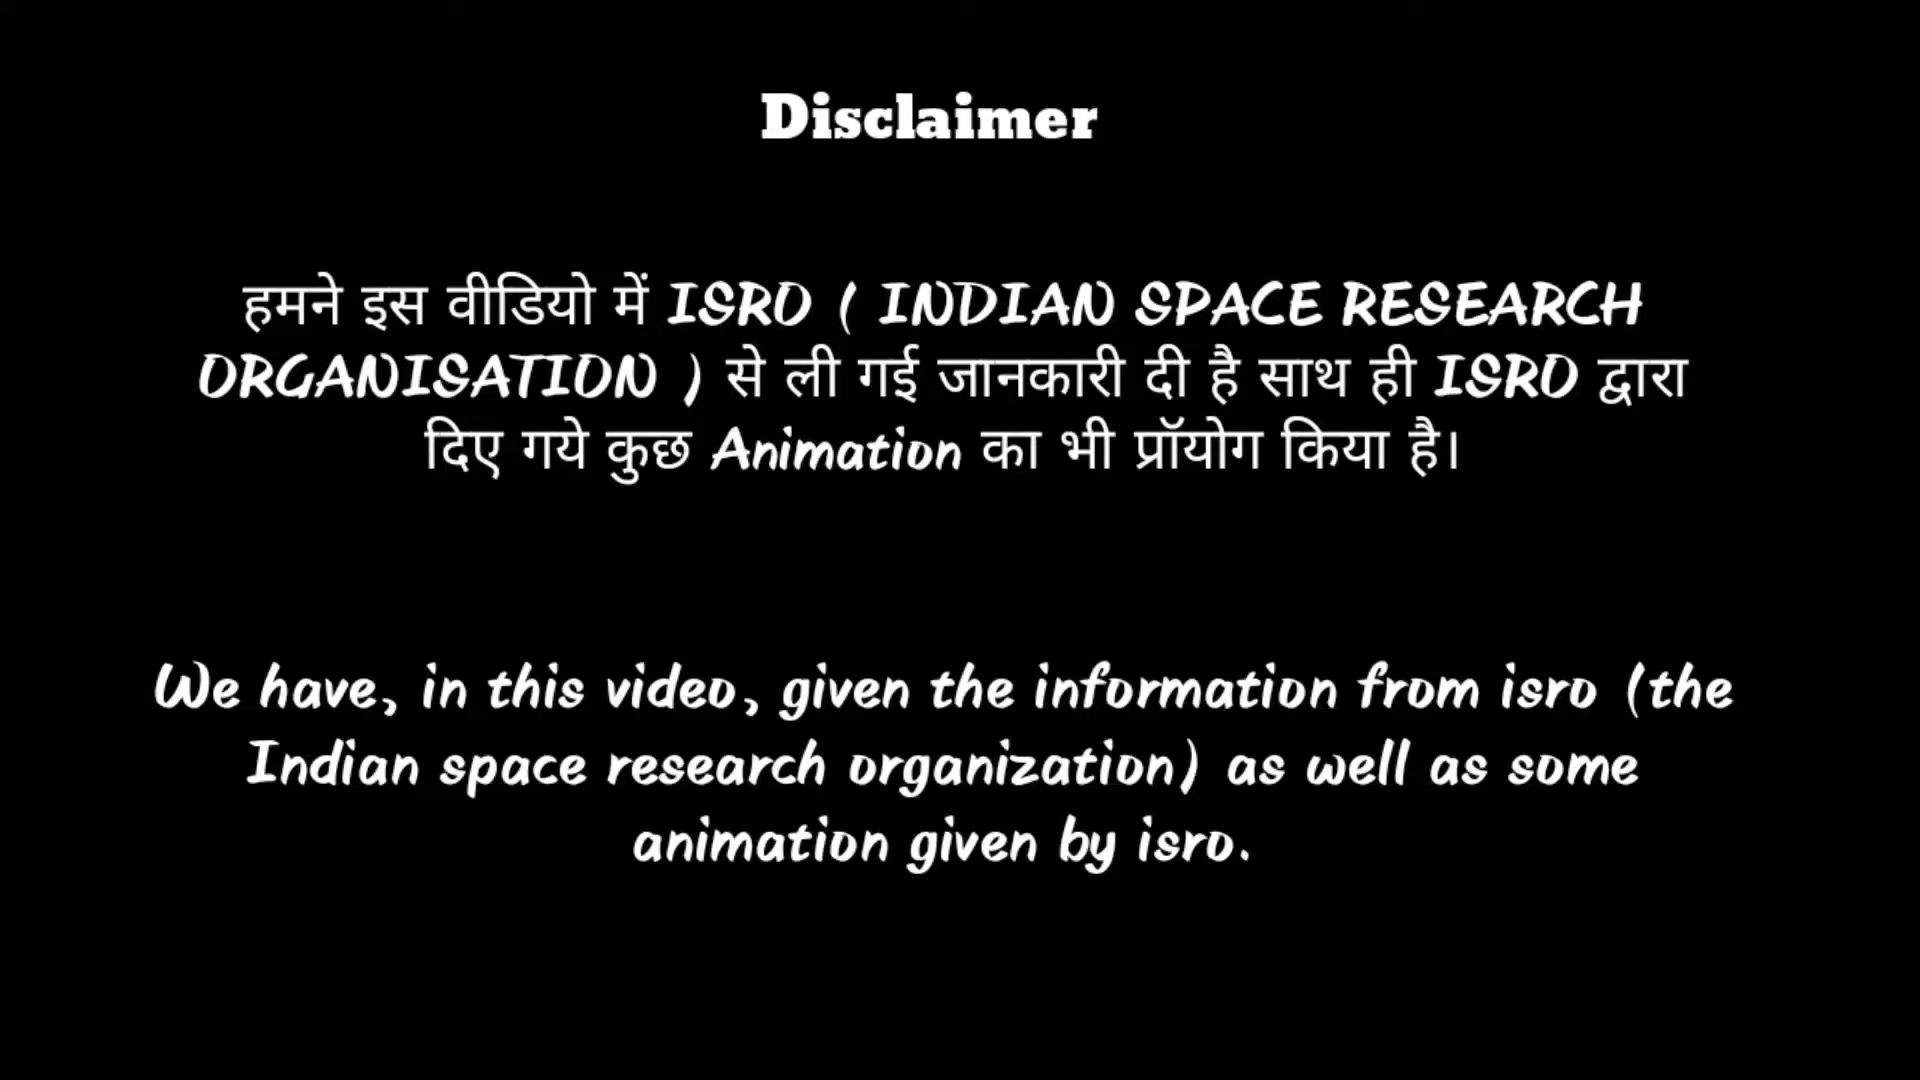 Disclaimer
हमने इस वीडियो में ISRO ( INDIAN SPACE RESEARCH
ORGANISATION ) से ली गई जानकारी दी है साथ ही ISRO द्वारा
दिए गये कुछ Animation का भी प्रॉयोग किया है।
We have, in this video, given the information from isro (the
Indian space research organization) as well as some
animation given by isro.